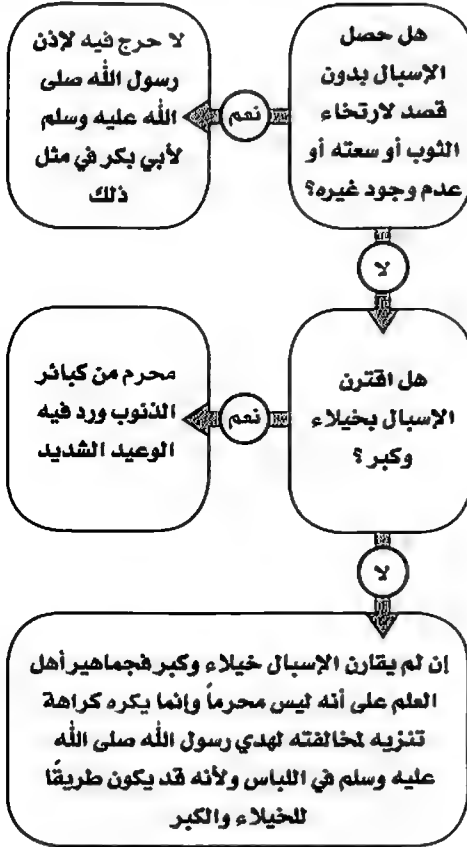 هل حصل
الإسبال بدون
قصد لارتخاء
الثوب أو سعته أو
عدم وجود غيره؟
نعم
لا حرج فيه لإذن
رسول الله صلى
الله عليه وسلم
لأبي بكر في مثل
ذلك
لا
هل اقترن
الإسبال بخيلاء
وكبر؟
نعم
محرم من كبائر
الذنوب ورد فيه
الوعيد الشديد
لا
إن لم يقارن الإسبال خيلاء وكبر فجماهير أهل
العلم على أنه ليس محرماً وإنما يكره كراهة
تنزيه لمخالفته لهدي رسول الله صلى الله
عليه وسلم في اللباس ولأنه قد يكون طريقًا
للخيلاء والكبر